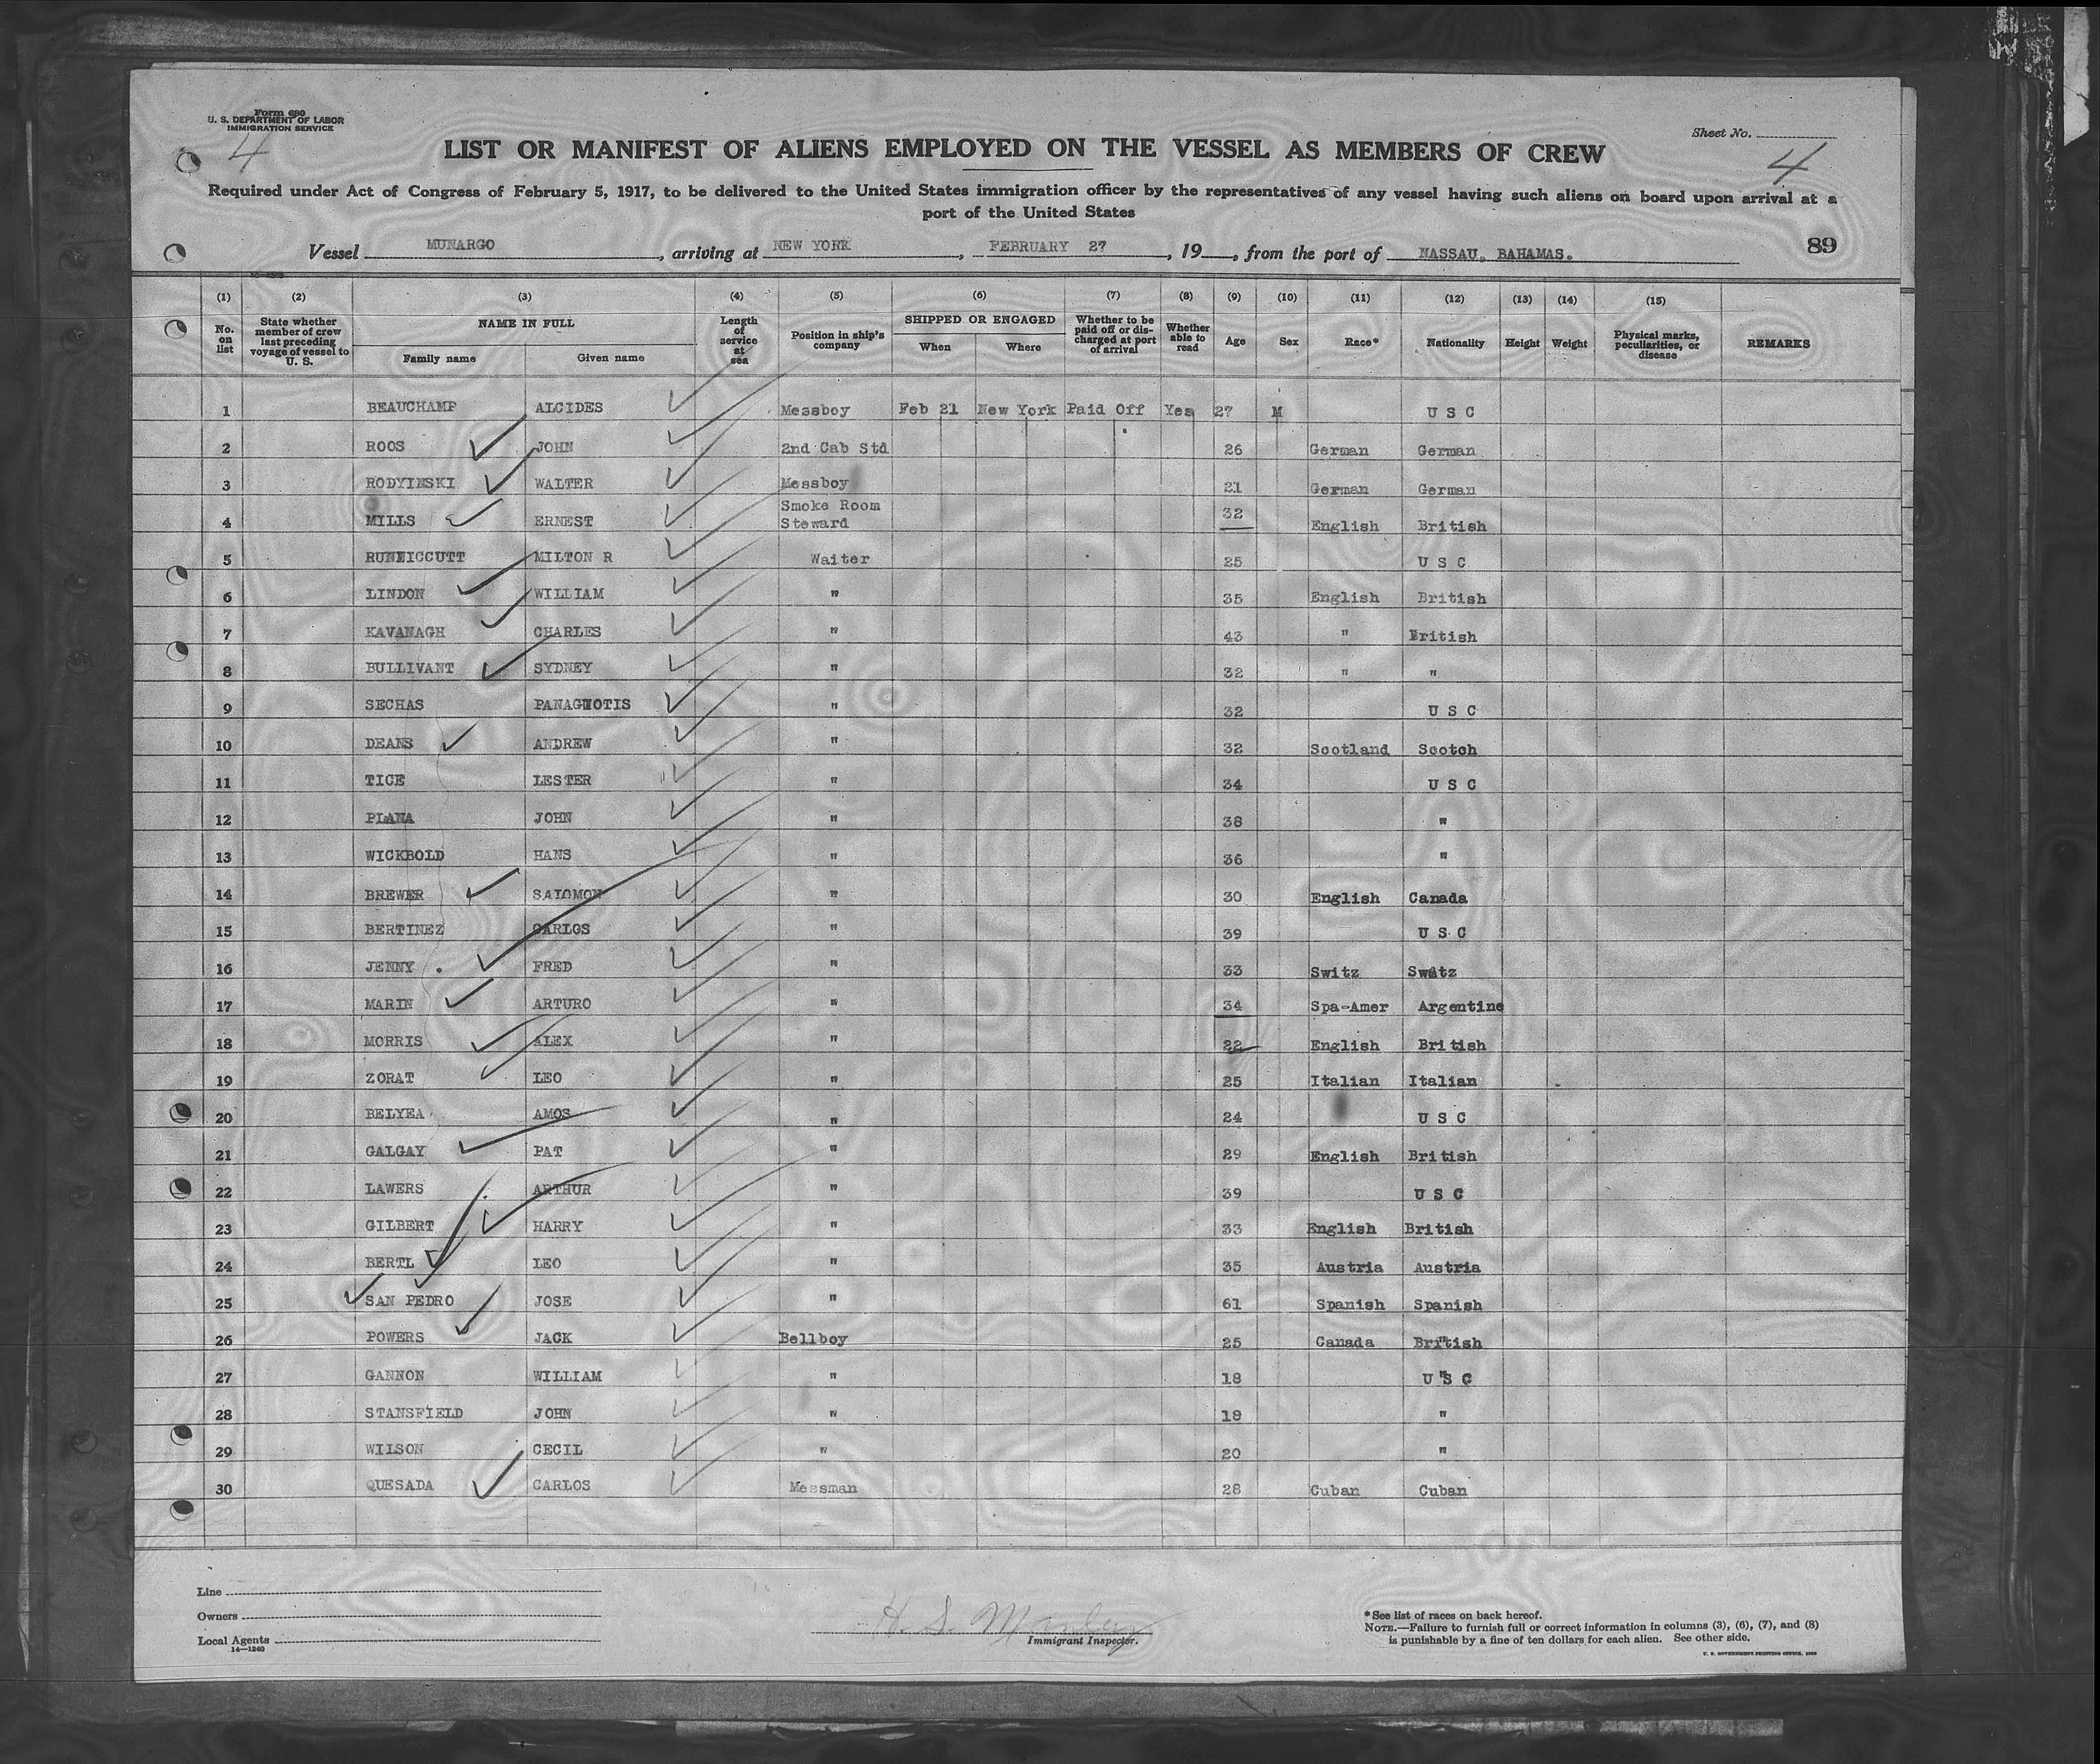 Form 680
U. S. DEPARTMENT OF LABOR
IMMIGRATION SERVICE
4
Sheet No.
4
LIST OR MANIFEST OF ALIENS EMPLOYED ON THE VESSEL AS MEMBERS OF CREW
Required under Act of Congress of February 5, 1917, to be delivered to the United States immigration officer by the representatives of any vessel having such aliens on board upon arrival at a
port of the United States
Vessel MUNARGO, arriving at NEW YORK, FEBRUARY 27, 19, from the port of NASSAU, BAHAMAS. 89
(1) (2) (3) (4) (5) (6) (7) (8) (9) (10) (11) (12) (13) (14) (15)
No. on list State whether member of crew last preceding voyage of vessel to U. S. NAME IN FULL Family name Given name Length of service at sea Position in ship's company SHIPPED OR ENGAGED When Where Whether to be paid off or discharged at port of arrival Whether able to read Age Sex Race* Nationality Height Weight Physical marks, peculiarities, or disease REMARKS
1 BEAUCHAMP ALCIDES Messboy Feb 21 New York Paid Off Yes 27 M U S C
2 ROOS JOHN 2nd Cab Std 26 German German
3 RODYINSKI WALTER Messboy 21 German German
4 MILLS ERNEST Smoke Room Steward 32 English British
5 RUNNICCUTT MILTON R Waiter 25 U S C
6 LINDON WILLIAM " 35 English British
7 KAVANAGH CHARLES " 43 " British
8 BULLIVANT SYDNEY " 32 " "
9 SECHAS PANAGUOTIS " 32 U S C
10 DEANS ANDREW " 32 Scotland Scotch
11 TICE LESTER " 34 U S C
12 PLANA JOHN " 38 "
13 WICKBOLD HANS " 36 "
14 BREWER SALOMON " 30 English Canada
15 BERTINEZ CARLOS " 39 U S C
16 JENNY . FRED " 33 Switz Switz
17 MARIN ARTURO " 34 Spa-Amer Argentine
18 MORRIS ALEX " 22 English British
19 ZORAT LEO " 25 Italian Italian
20 BELYEA AMOS " 24 U S C
21 GALGAY PAT " 29 English British
22 LAWERS ARTHUR " 39 U S C
23 GILBERT HARRY " 33 English British
24 BERTL LEO " 35 Austria Austria
25 SAN PEDRO JOSE " 61 Spanish Spanish
26 POWERS JACK Bellboy 25 Canada British
27 GANNON WILLIAM " 18 U S C
28 STANSFIELD JOHN " 19 "
29 WILSON CECIL " 20 "
30 QUESADA CARLOS Messman 28 Cuban Cuban
Line
Owners
Local Agents
14—1240
H. S.
Immigrant Inspector.
*See list of races on back hereof.
NOTE.—Failure to furnish full or correct information in columns (3), (6), (7), and (8)
is punishable by a fine of ten dollars for each alien. See other side.
U. S. GOVERNMENT PRINTING OFFICE